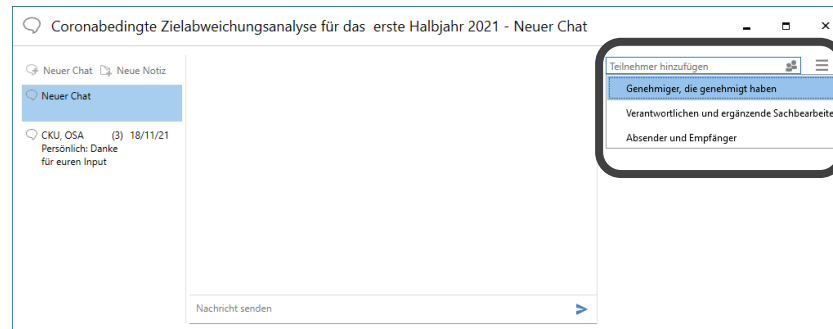 Coronabedingte Zielabweichungsanalyse für das erste Halbjahr 2021 - Neuer Chat
Neuer Chat Neue Notiz
Neuer Chat
CKU, OSA (3) 18/11/21
Persönlich: Danke
für euren Input
Nachricht senden
Teilnehmer hinzufügen
Genehmiger, die genehmigt haben
Verantwortlichen und ergänzende Sachbearbeite
Absender und Empfänger